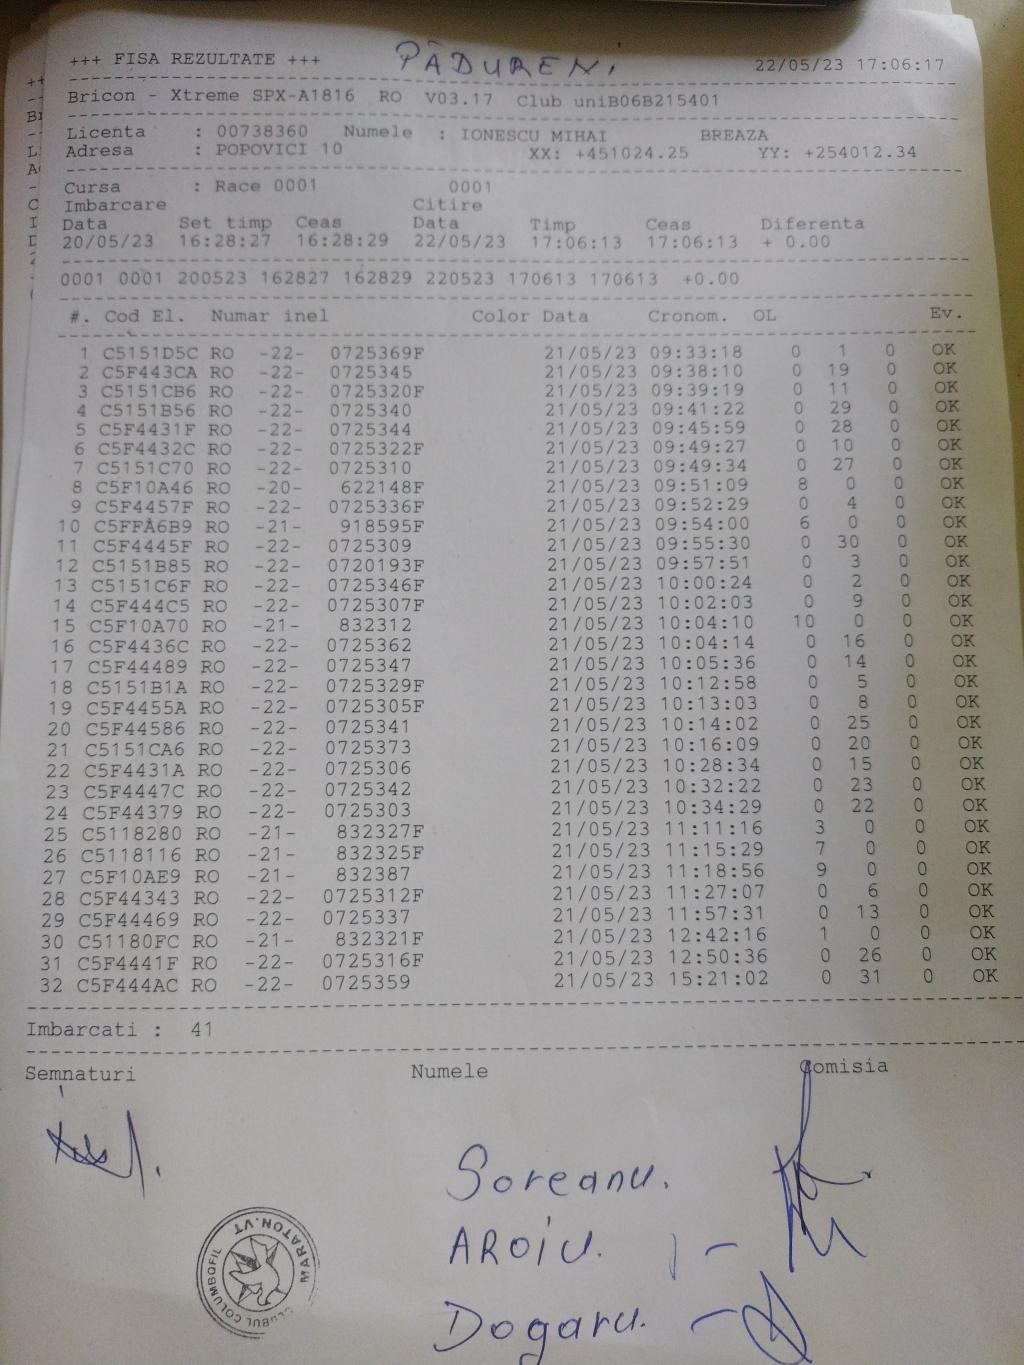 +++ FISA REZULTATE +++ PĂDURENI 22/05/23 17:06:17
Bricon - Xtreme SPX-A1816 RO V03.17 Club uniB06B215401
Licenta : 00738360 Numele : IONESCU MIHAI BREAZA
Adresa : POPOVICI 10 XX: +451024.25 YY: +254012.34
Cursa : Race 0001 0001
Imbarcare Citire
Data Set timp Ceas Data Timp Ceas Diferenta
20/05/23 16:28:27 16:28:29 22/05/23 17:06:13 17:06:13 + 0.00
0001 0001 200523 162827 162829 220523 170613 170613 +0.00
#. Cod El. Numar inel Color Data Cronom. OL Ev.
1 C5151D5C RO -22- 0725369F 21/05/23 09:33:18 0 1 0 OK
2 C5F443CA RO -22- 0725345 21/05/23 09:38:10 0 19 0 OK
3 C5151CB6 RO -22- 0725320F 21/05/23 09:39:19 0 11 0 OK
4 C5151B56 RO -22- 0725340 21/05/23 09:41:22 0 29 0 OK
5 C5F4431F RO -22- 0725344 21/05/23 09:45:59 0 28 0 OK
6 C5F4432C RO -22- 0725322F 21/05/23 09:49:27 0 10 0 OK
7 C5151C70 RO -22- 0725310 21/05/23 09:49:34 0 27 0 OK
8 C5F10A46 RO -20- 622148F 21/05/23 09:51:09 8 0 0 OK
9 C5F4457F RO -22- 0725336F 21/05/23 09:52:29 0 4 0 OK
10 C5FFA6B9 RO -21- 918595F 21/05/23 09:54:00 6 0 0 OK
11 C5F4445F RO -22- 0725309 21/05/23 09:55:30 0 30 0 OK
12 C5151B85 RO -22- 0720193F 21/05/23 09:57:51 0 3 0 OK
13 C5151C6F RO -22- 0725346F 21/05/23 10:00:24 0 2 0 OK
14 C5F444C5 RO -22- 0725307F 21/05/23 10:02:03 0 9 0 OK
15 C5F10A70 RO -21- 832312 21/05/23 10:04:10 10 0 0 OK
16 C5F4436C RO -22- 0725362 21/05/23 10:04:14 0 16 0 OK
17 C5F44489 RO -22- 0725347 21/05/23 10:05:36 0 14 0 OK
18 C5151B1A RO -22- 0725329F 21/05/23 10:12:58 0 5 0 OK
19 C5F4455A RO -22- 0725305F 21/05/23 10:13:03 0 8 0 OK
20 C5F44586 RO -22- 0725341 21/05/23 10:14:02 0 25 0 OK
21 C5151CA6 RO -22- 0725373 21/05/23 10:16:09 0 20 0 OK
22 C5F4431A RO -22- 0725306 21/05/23 10:28:34 0 15 0 OK
23 C5F4447C RO -22- 0725342 21/05/23 10:32:22 0 23 0 OK
24 C5F44379 RO -22- 0725303 21/05/23 10:34:29 0 22 0 OK
25 C5118280 RO -21- 832327F 21/05/23 11:11:16 3 0 0 OK
26 C5118116 RO -21- 832325F 21/05/23 11:15:29 7 0 0 OK
27 C5F10AE9 RO -21- 832387 21/05/23 11:18:56 9 0 0 OK
28 C5F44343 RO -22- 0725312F 21/05/23 11:27:07 0 6 0 OK
29 C5F44469 RO -22- 0725337 21/05/23 11:57:31 0 13 0 OK
30 C51180FC RO -21- 832321F 21/05/23 12:42:16 1 0 0 OK
31 C5F4441F RO -22- 0725316F 21/05/23 12:50:36 0 26 0 OK
32 C5F444AC RO -22- 0725359 21/05/23 15:21:02 0 31 0 OK
Imbarcati : 41
Semnaturi Numele Comisia
Soreanu.
AROiU.
Dogaru.
CLUBUL COLUMBOFIL MARATON.VT